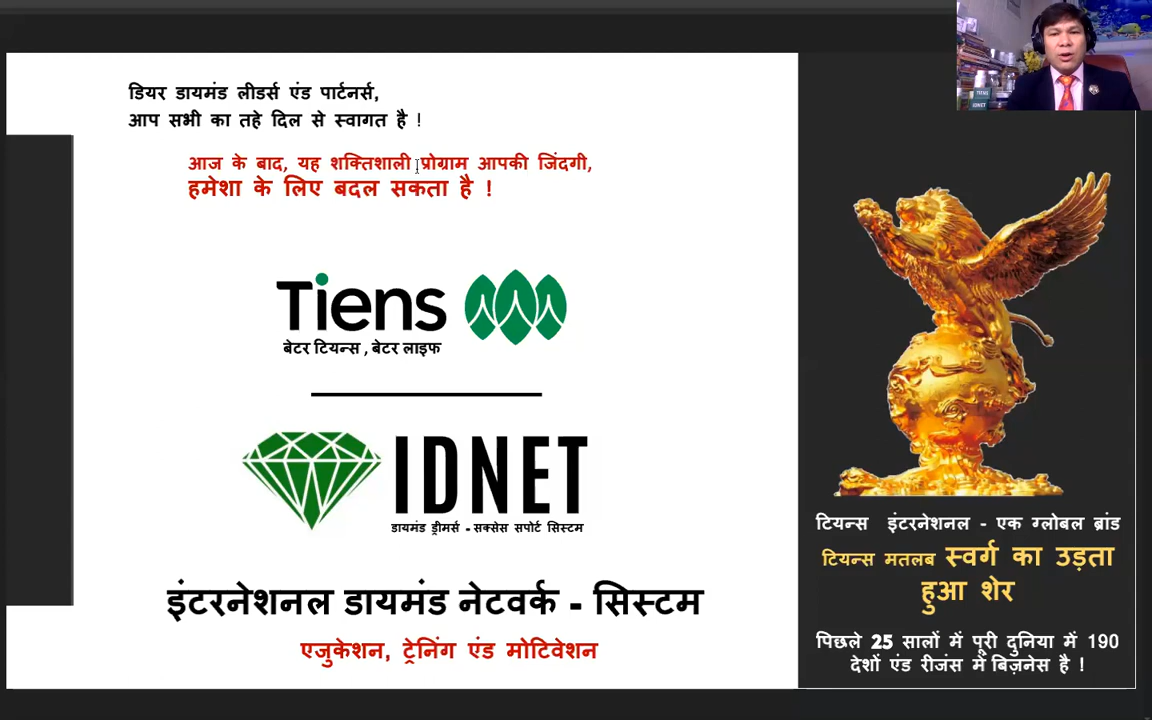 डियर डायमंड लीडर्स एंड पार्टनर्स,
आप सभी का तहे दिल से स्वागत है !
आज के बाद, यह शक्तिशाली प्रोग्राम आपकी जिंदगी,
हमेशा के लिए बदल सकता है !
Tiens
बेटर टियन्स , बेटर लाइफ
IDNET
डायमंड ड्रीमर्स - सक्सेस सपोर्ट सिस्टम
इंटरनेशनल डायमंड नेटवर्क - सिस्टम
एजुकेशन, ट्रेनिंग एंड मोटिवेशन
टियन्स इंटरनेशनल - एक ग्लोबल ब्रांड
टियन्स मतलब स्वर्ग का उड़ता
हुआ शेर
पिछले 25 सालों में पूरी दुनिया में 190
देशों एंड रीजंस में बिज़नेस है !
TIENS
IDNET